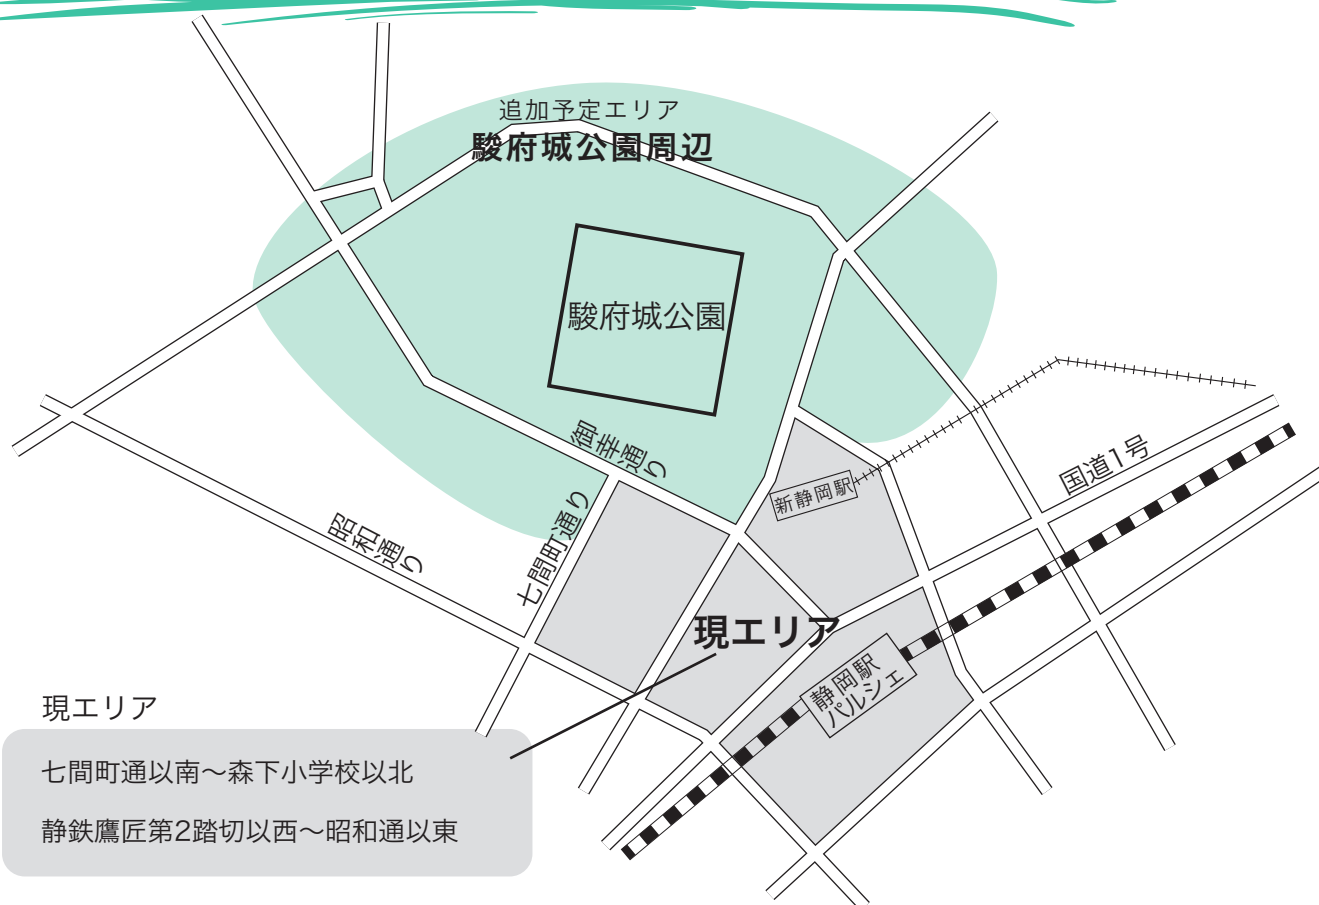 追加予定エリア
駿府城公園周辺
駿府城公園
御幸通り
国道1号
新静岡駅
七間町通り
昭和通り
現エリア
静岡駅
パルシェ
現エリア
七間町通以南～森下小学校以北
静鉄鷹匠第2踏切以西～昭和通以東